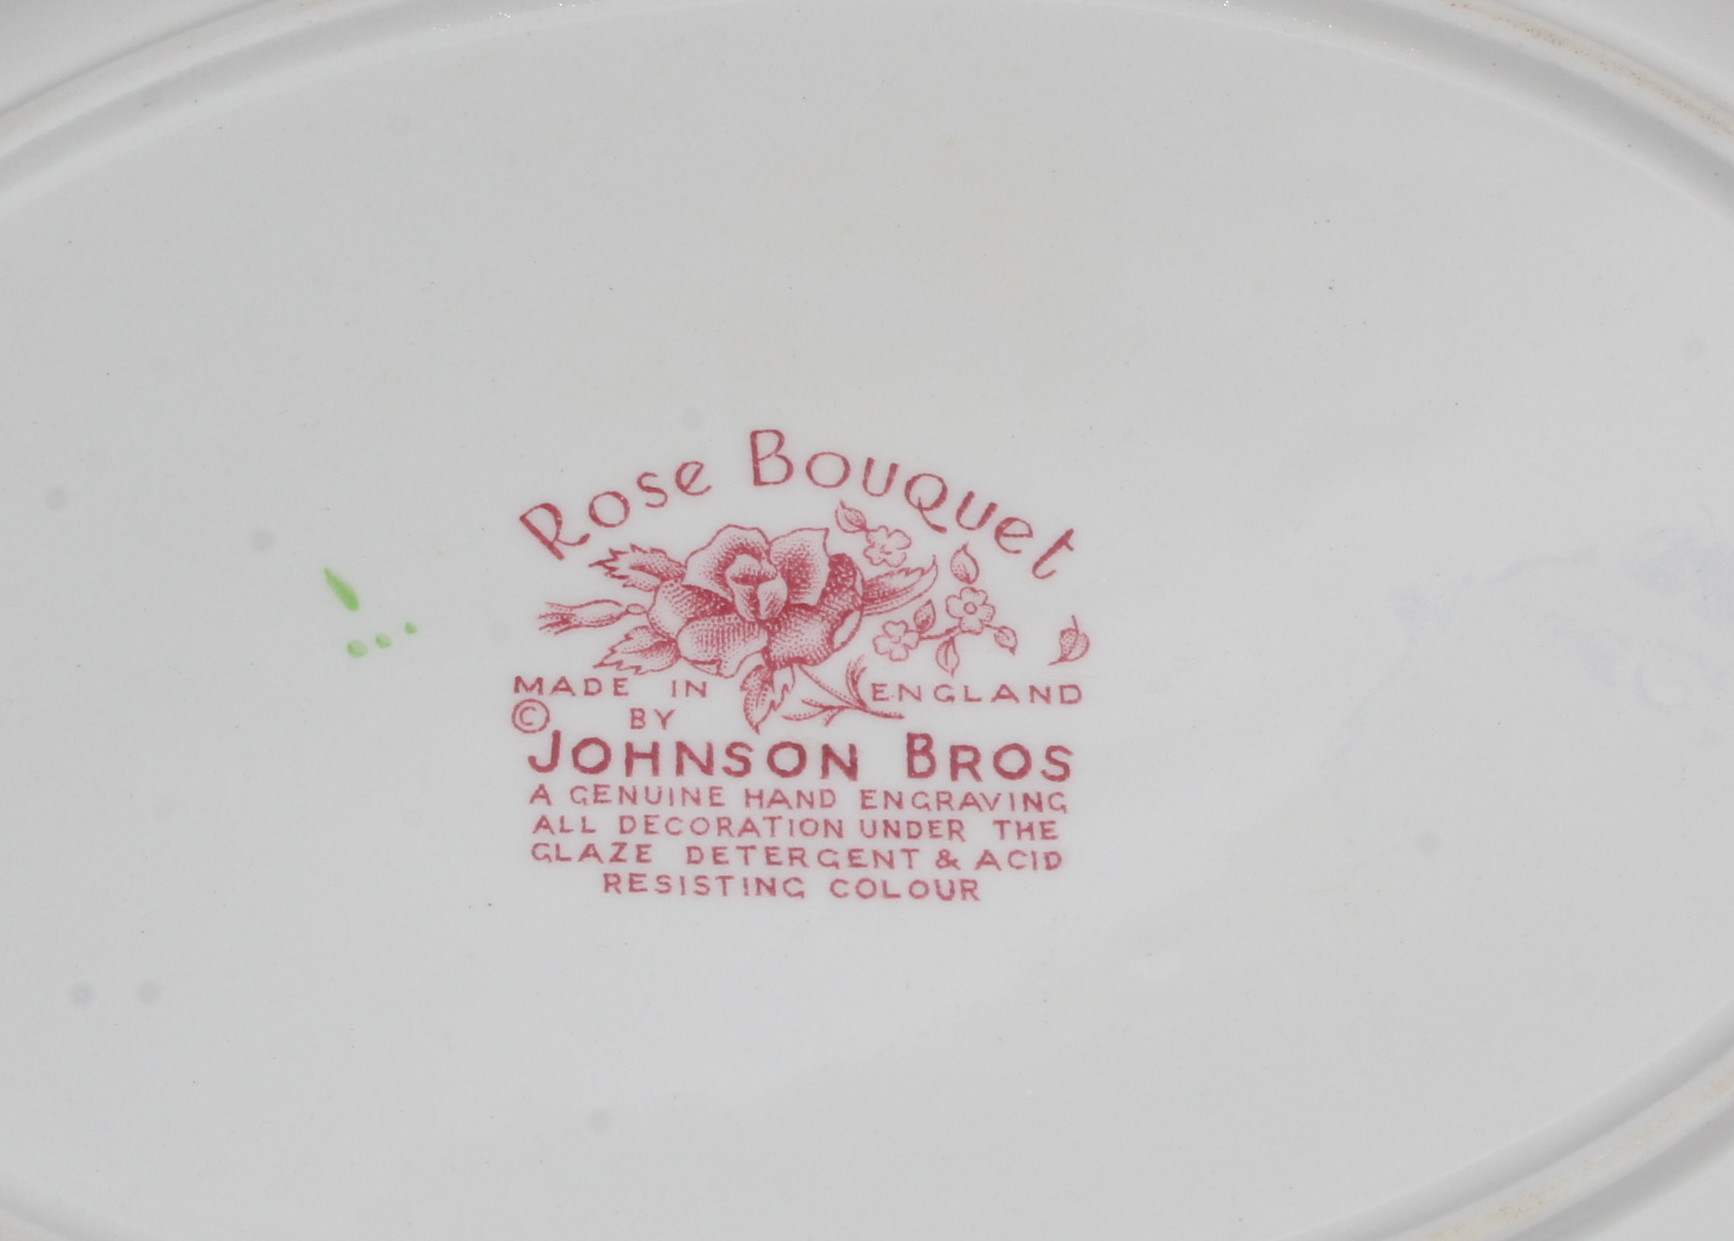 Rose Bouquet
MADE IN ENGLAND
© BY
JOHNSON BROS
A GENUINE HAND ENGRAVING
ALL DECORATION UNDER THE
GLAZE DETERGENT & ACID
RESISTING COLOUR